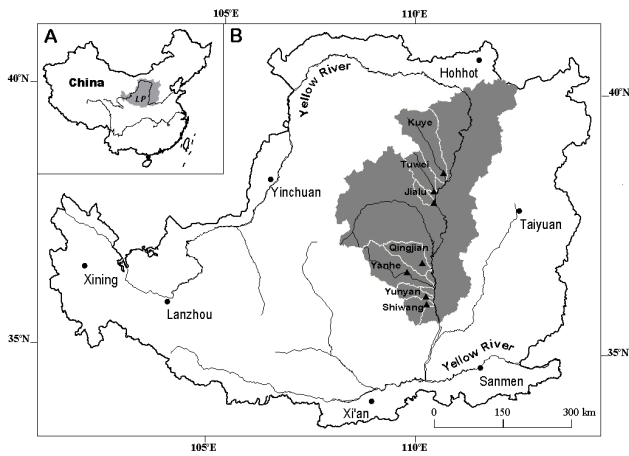 105°E 110°E
A B
China
LP
40°N 40°N
Yellow River
Hohhot
Kuye
Tuwei
Jialu
Yinchuan
Taiyuan
Qingjian
Yanhe
Xining
Yunyan
Lanzhou
Shiwang
35°N 35°N
Yellow River
Sanmen
Xi'an
0 150 300 km
105°E 110°E